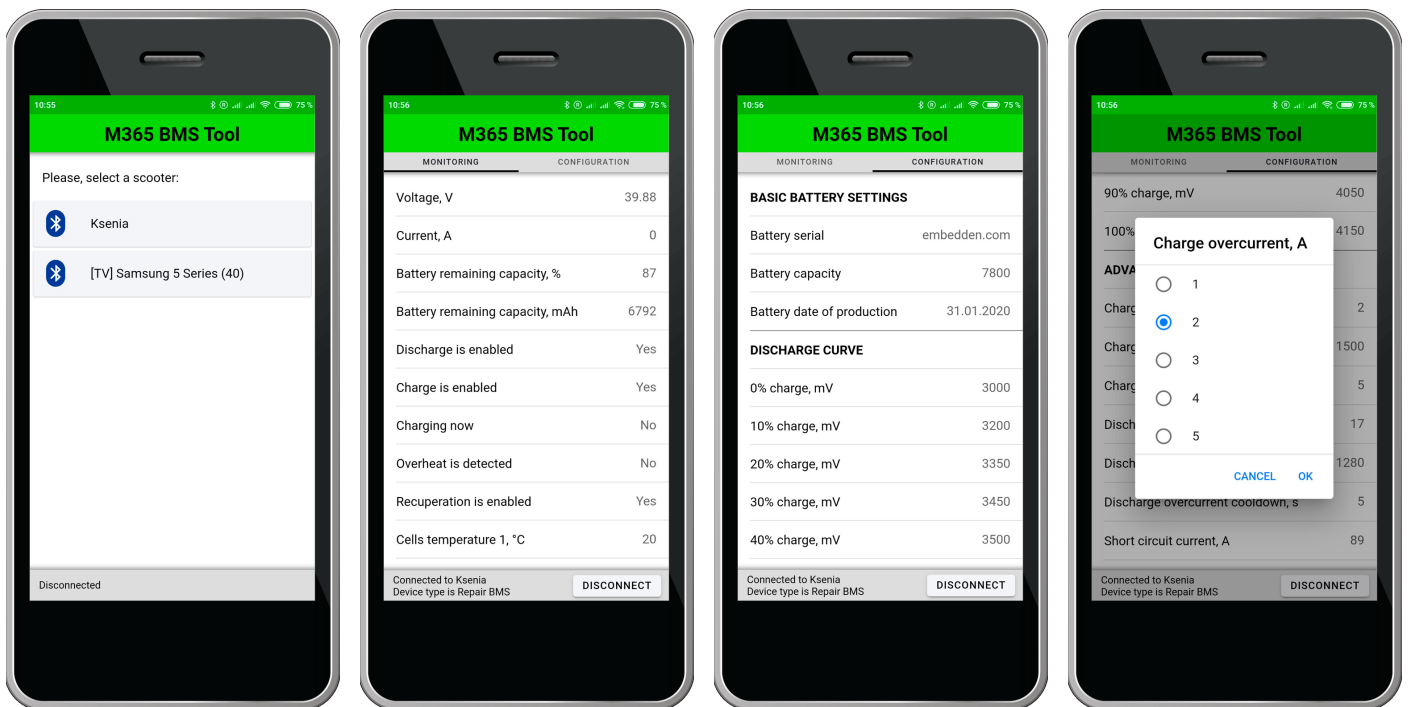 10:55
75 %
M365 BMS Tool
Please, select a scooter:
Ksenia
[TV] Samsung 5 Series (40)
Disconnected
10:56
75 %
M365 BMS Tool
MONITORING CONFIGURATION
Voltage, V 39.88
Current, A 0
Battery remaining capacity, % 87
Battery remaining capacity, mAh 6792
Discharge is enabled Yes
Charge is enabled Yes
Charging now No
Overheat is detected No
Recuperation is enabled Yes
Cells temperature 1, °C 20
Connected to Ksenia
Device type is Repair BMS
DISCONNECT
10:56
75 %
M365 BMS Tool
MONITORING CONFIGURATION
BASIC BATTERY SETTINGS
Battery serial embedden.com
Battery capacity 7800
Battery date of production 31.01.2020
DISCHARGE CURVE
0% charge, mV 3000
10% charge, mV 3200
20% charge, mV 3350
30% charge, mV 3450
40% charge, mV 3500
Connected to Ksenia
Device type is Repair BMS
DISCONNECT
10:56
75 %
M365 BMS Tool
MONITORING CONFIGURATION
90% charge, mV 4050
100% 4150
ADVA
Charg 2
Charg 1500
Charg 5
Disch 17
Disch 1280
Discharge overcurrent cooldown, s 5
Short circuit current, A 89
Charge overcurrent, A
1
2
3
4
5
CANCEL OK
Connected to Ksenia
Device type is Repair BMS
DISCONNECT